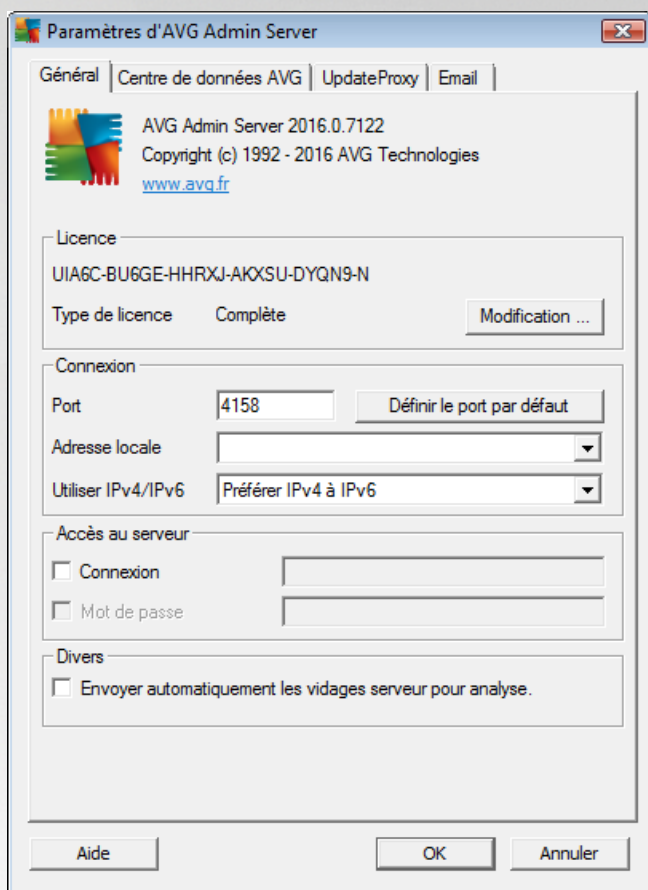 Paramètres d'AVG Admin Server
Général Centre de données AVG UpdateProxy Email
AVG Admin Server 2016.0.7122
Copyright (c) 1992 - 2016 AVG Technologies
www.avg.fr
Licence
UIA6C-BU6GE-HHRXJ-AKXSU-DYQN9-N
Type de licence Complète Modification ...
Connexion
Port 4158 Définir le port par défaut
Adresse locale
Utiliser IPv4/IPv6 Préférer IPv4 à IPv6
Accès au serveur
Connexion
Mot de passe
Divers
Envoyer automatiquement les vidages serveur pour analyse.
Aide OK Annuler